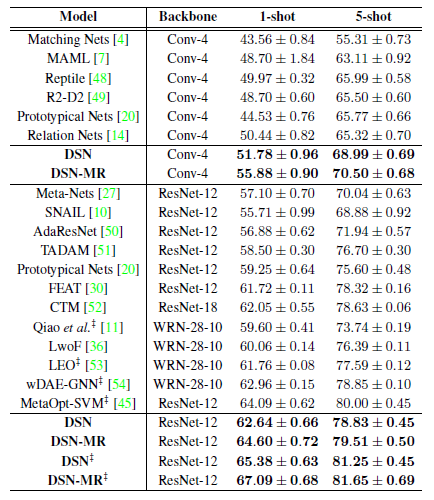 Model Backbone 1-shot 5-shot
Matching Nets [4] Conv-4 43.56 ± 0.84 55.31 ± 0.73
MAML [7] Conv-4 48.70 ± 1.84 63.11 ± 0.92
Reptile [48] Conv-4 49.97 ± 0.32 65.99 ± 0.58
R2-D2 [49] Conv-4 48.70 ± 0.60 65.50 ± 0.60
Prototypical Nets [20] Conv-4 44.53 ± 0.76 65.77 ± 0.66
Relation Nets [14] Conv-4 50.44 ± 0.82 65.32 ± 0.70
DSN Conv-4 51.78 ± 0.96 68.99 ± 0.69
DSN-MR Conv-4 55.88 ± 0.90 70.50 ± 0.68
Meta-Nets [27] ResNet-12 57.10 ± 0.70 70.04 ± 0.63
SNAIL [10] ResNet-12 55.71 ± 0.99 68.88 ± 0.92
AdaResNet [50] ResNet-12 56.88 ± 0.62 71.94 ± 0.57
TADAM [51] ResNet-12 58.50 ± 0.30 76.70 ± 0.30
Prototypical Nets [20] ResNet-12 59.25 ± 0.64 75.60 ± 0.48
FEAT [30] ResNet-12 61.72 ± 0.11 78.32 ± 0.16
CTM [52] ResNet-18 62.05 ± 0.55 78.63 ± 0.06
Qiao et al.‡ [11] WRN-28-10 59.60 ± 0.41 73.74 ± 0.19
LwoF [36] WRN-28-10 60.06 ± 0.14 76.39 ± 0.11
LEO‡ [53] WRN-28-10 61.76 ± 0.08 77.59 ± 0.12
wDAE-GNN‡ [54] WRN-28-10 62.96 ± 0.15 78.85 ± 0.10
MetaOpt-SVM‡ [45] ResNet-12 64.09 ± 0.62 80.00 ± 0.45
DSN ResNet-12 62.64 ± 0.66 78.83 ± 0.45
DSN-MR ResNet-12 64.60 ± 0.72 79.51 ± 0.50
DSN‡ ResNet-12 65.38 ± 0.63 81.25 ± 0.45
DSN-MR‡ ResNet-12 67.09 ± 0.68 81.65 ± 0.69